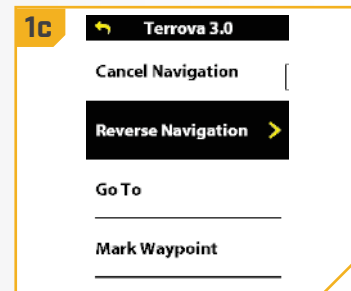 1c
Terrova 3.0
Cancel Navigation
Reverse Navigation >
Go To
Mark Waypoint